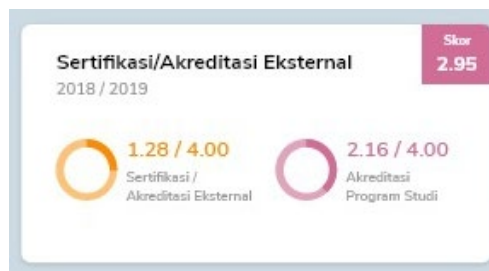 Sertifikasi/Akreditasi Eksternal
2018 / 2019
Skor
2.95
1.28 / 4.00
Sertifikasi /
Akreditasi Eksternal
2.16 / 4.00
Akreditasi
Program Studi